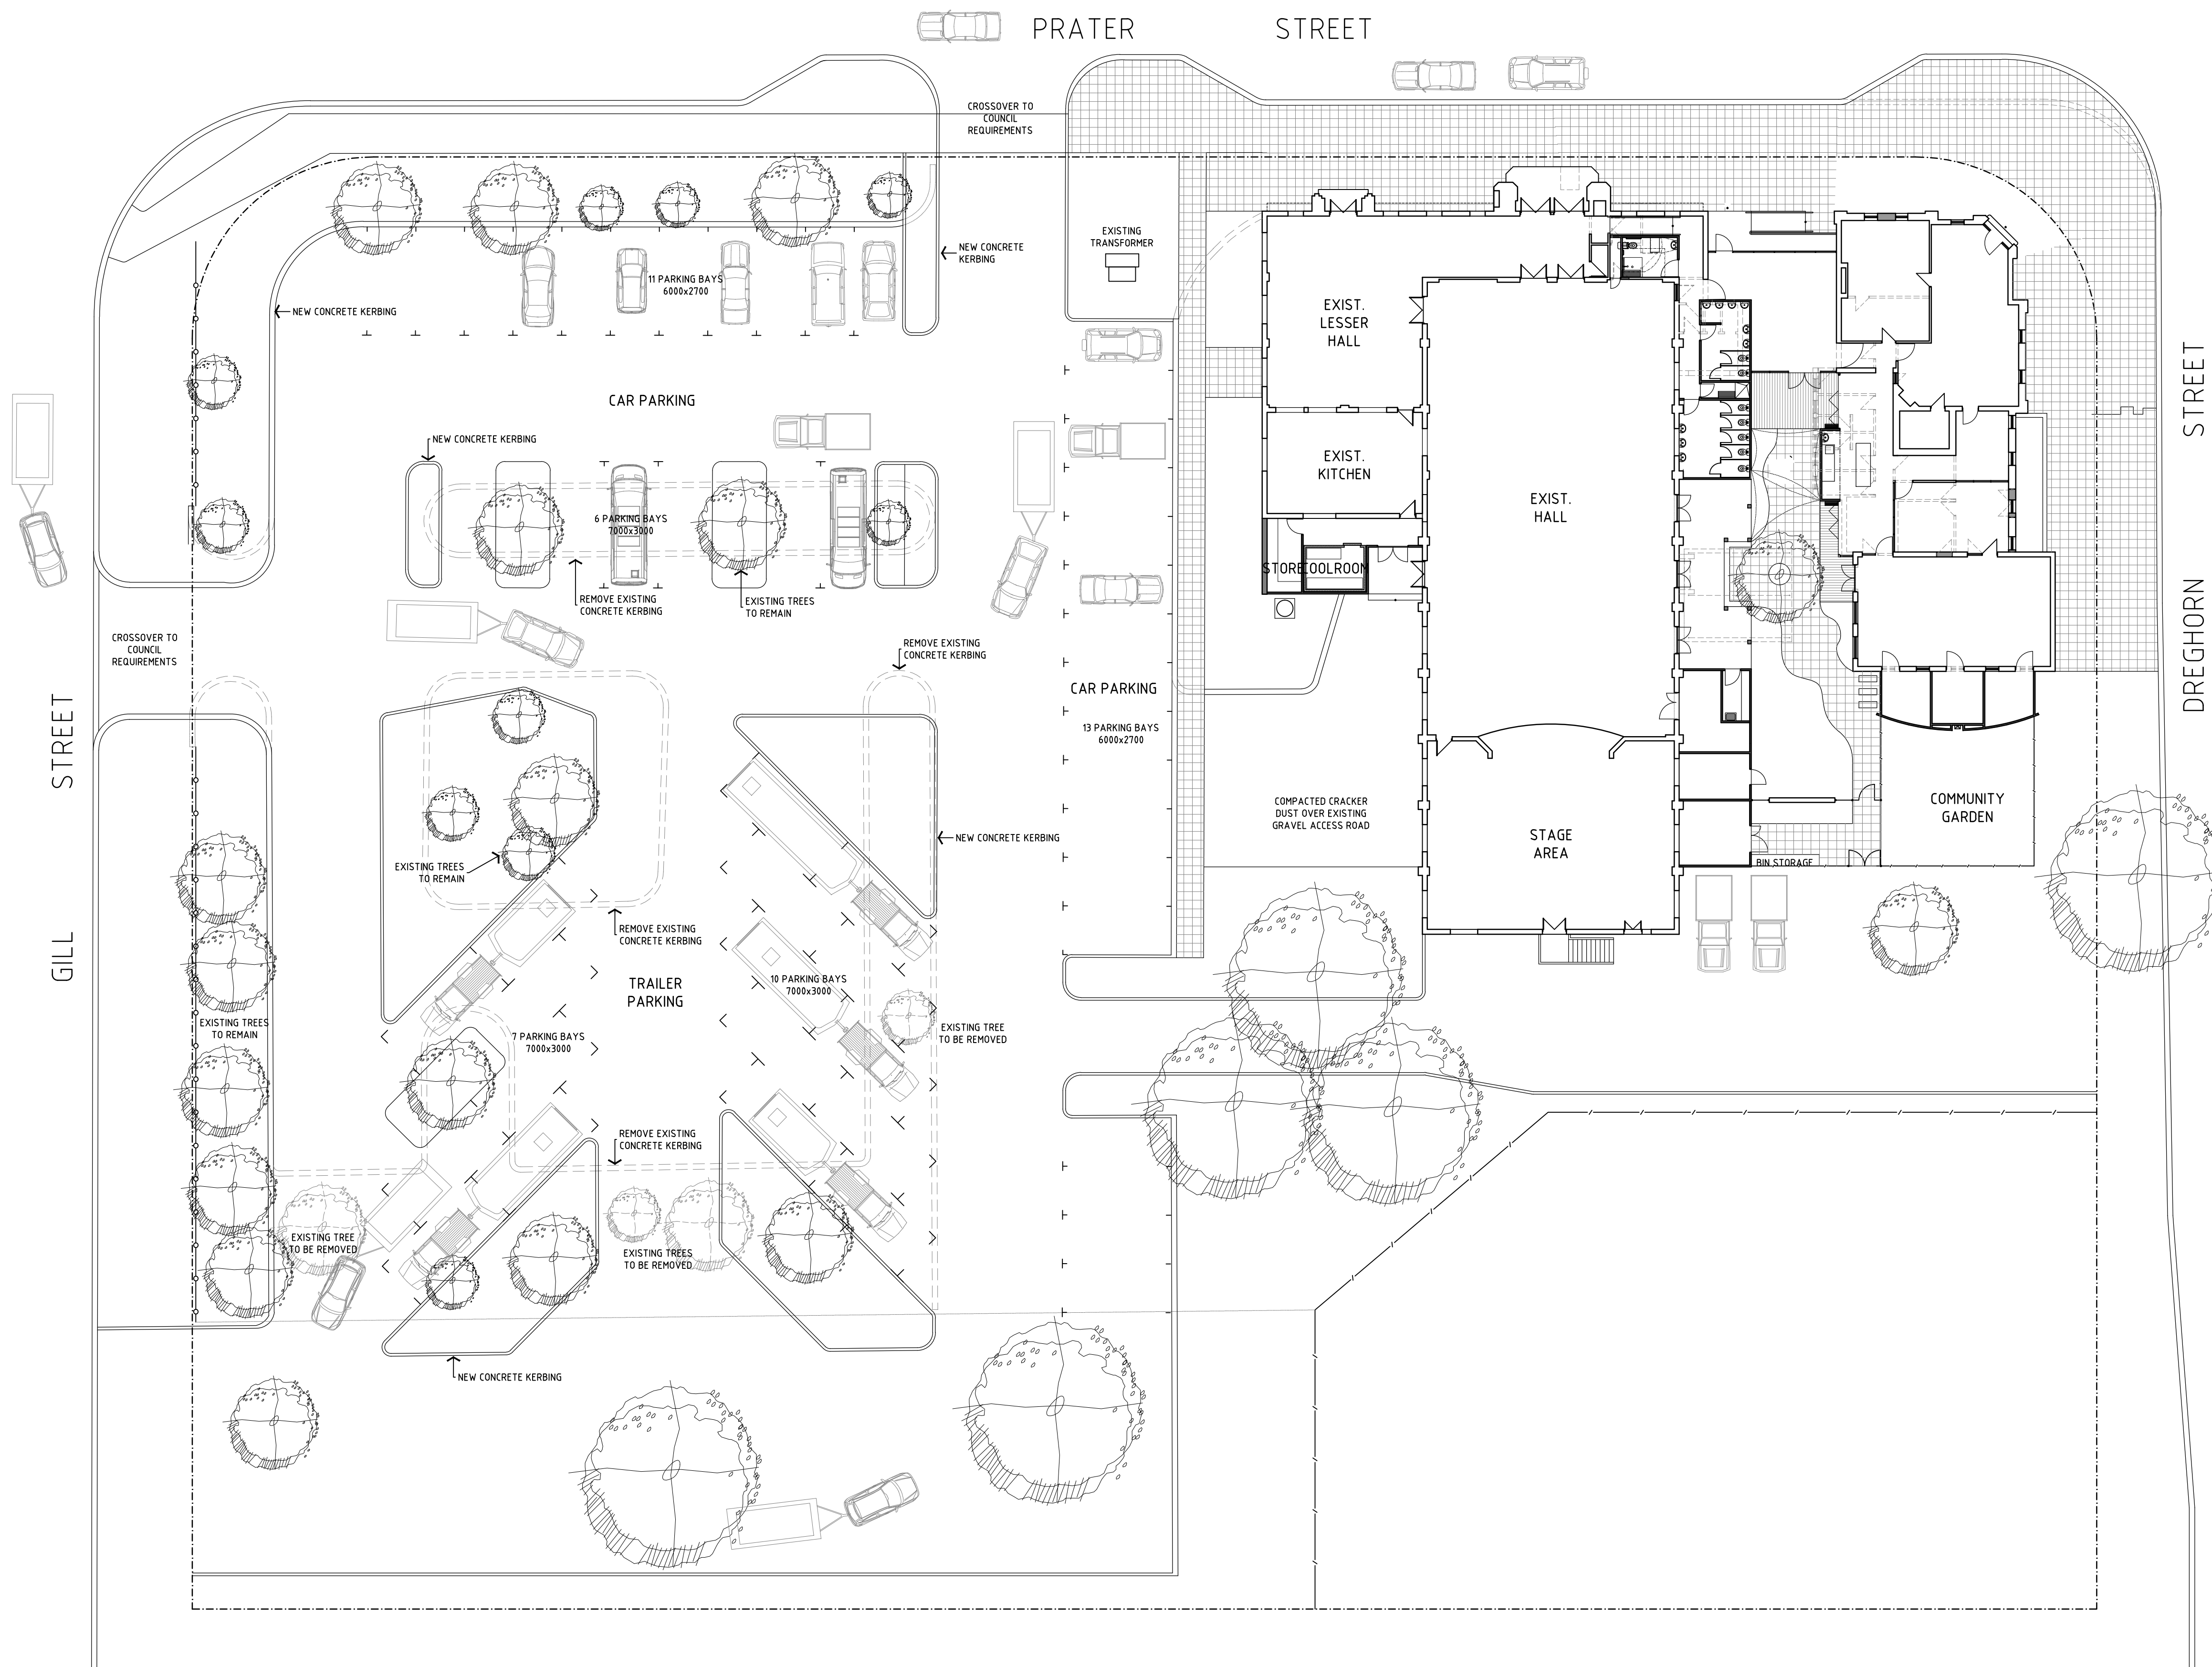 PRATER STREET
CROSSOVER TO
COUNCIL
REQUIREMENTS
EXISTING
TRANSFORMER
NEW CONCRETE
KERBING
11 PARKING BAYS
6000x2700
NEW CONCRETE KERBING
EXIST.
LESSER
HALL
CAR PARKING
NEW CONCRETE KERBING
EXIST.
KITCHEN
6 PARKING BAYS
7000x3000
EXIST.
HALL
STORE
COOLROOM
REMOVE EXISTING
CONCRETE KERBING
EXISTING TREES
TO REMAIN
CROSSOVER TO
COUNCIL
REQUIREMENTS
REMOVE EXISTING
CONCRETE KERBING
CAR PARKING
13 PARKING BAYS
6000x2700
GILL STREET
DREGHORN STREET
COMPACTED CRACKER
DUST OVER EXISTING
GRAVEL ACCESS ROAD
COMMUNITY
GARDEN
NEW CONCRETE KERBING
STAGE
AREA
BIN STORAGE
EXISTING TREES
TO REMAIN
REMOVE EXISTING
CONCRETE KERBING
TRAILER
PARKING
10 PARKING BAYS
7000x3000
EXISTING TREES
TO REMAIN
7 PARKING BAYS
7000x3000
EXISTING TREE
TO BE REMOVED
REMOVE EXISTING
CONCRETE KERBING
EXISTING TREE
TO BE REMOVED
EXISTING TREES
TO BE REMOVED
NEW CONCRETE KERBING